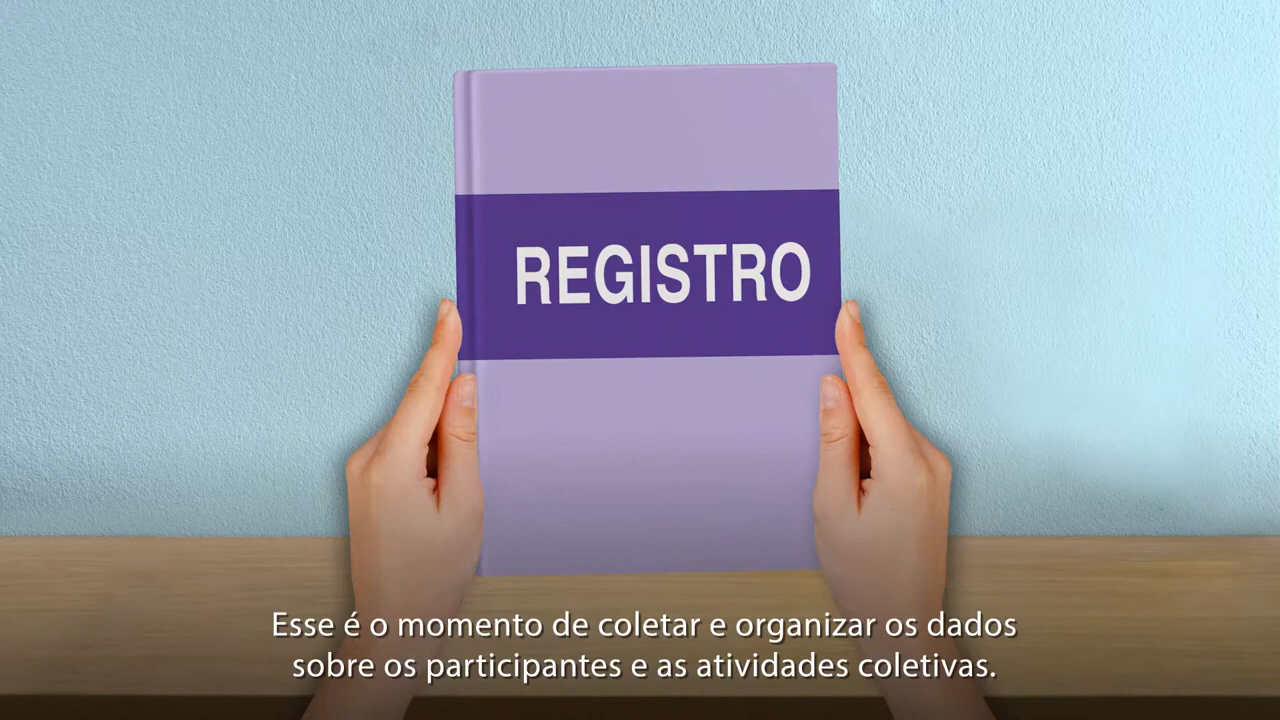 REGISTRO
Esse é o momento de coletar e organizar os dados
sobre os participantes e as atividades coletivas.